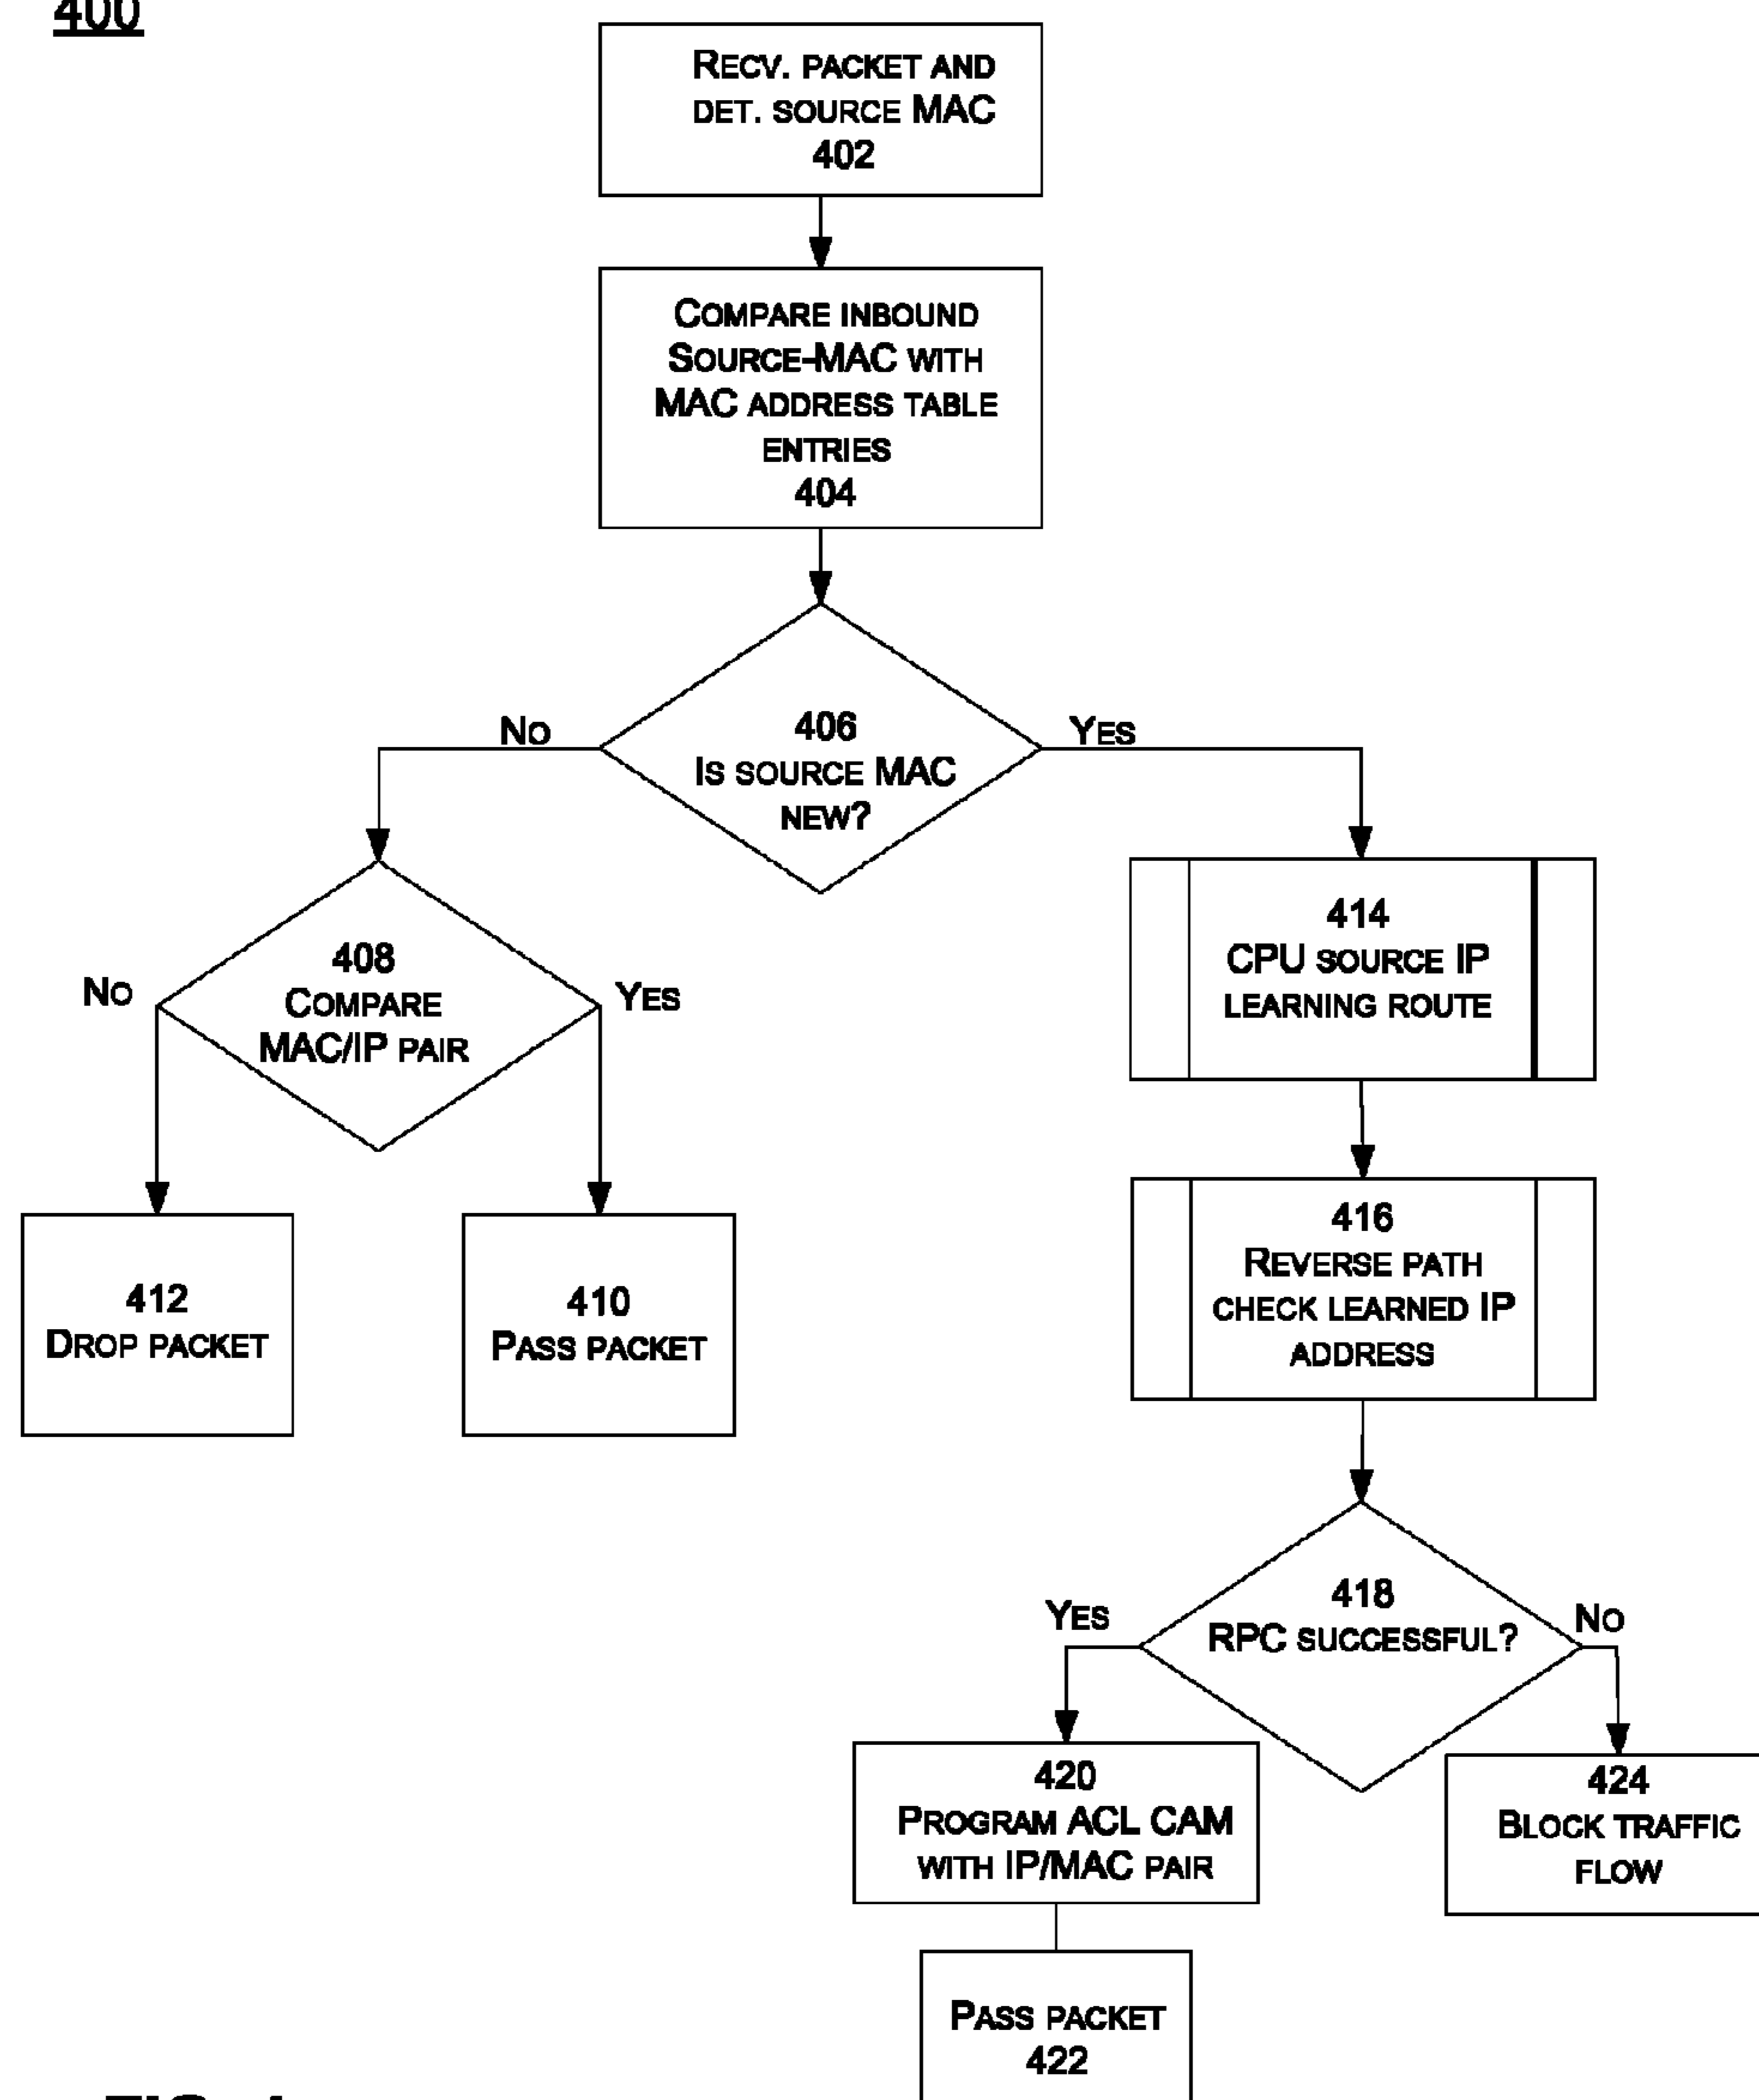 400
RECV. PACKET AND
DET. SOURCE MAC
402
COMPARE INBOUND
SOURCE-MAC WITH
MAC ADDRESS TABLE
ENTRIES
404
406
IS SOURCE MAC
NEW?
NO
YES
408
COMPARE
MAC/IP PAIR
NO
YES
412
DROP PACKET
410
PASS PACKET
414
CPU SOURCE IP
LEARNING ROUTE
416
REVERSE PATH
CHECK LEARNED IP
ADDRESS
418
RPC SUCCESSFUL?
YES
NO
420
PROGRAM ACL CAM
WITH IP/MAC PAIR
424
BLOCK TRAFFIC
FLOW
PASS PACKET
422